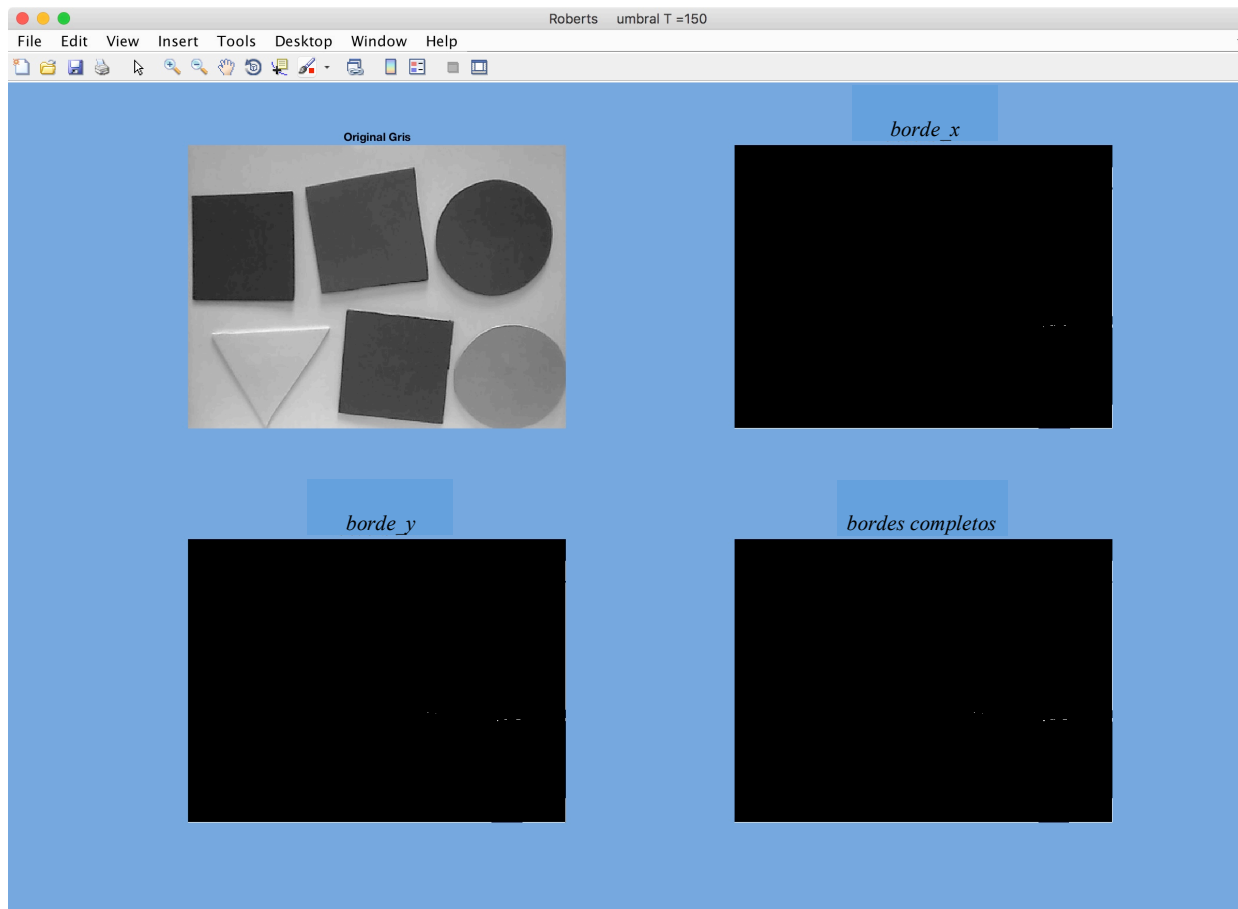 Roberts umbral T =150
File Edit View Insert Tools Desktop Window Help
Original Gris
borde_x
borde_y
bordes completos